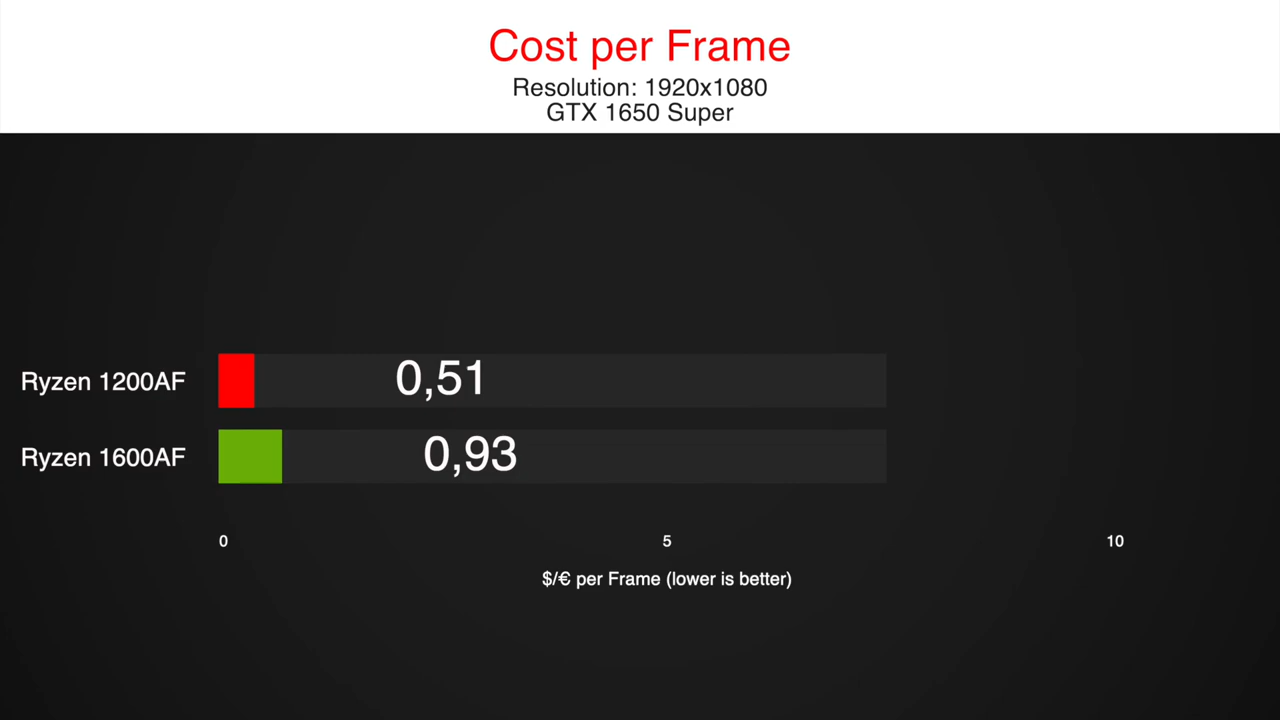 Cost per Frame
Resolution: 1920x1080
GTX 1650 Super
Ryzen 1200AF 0,51
Ryzen 1600AF 0,93
0 5 10
$/€ per Frame (lower is better)